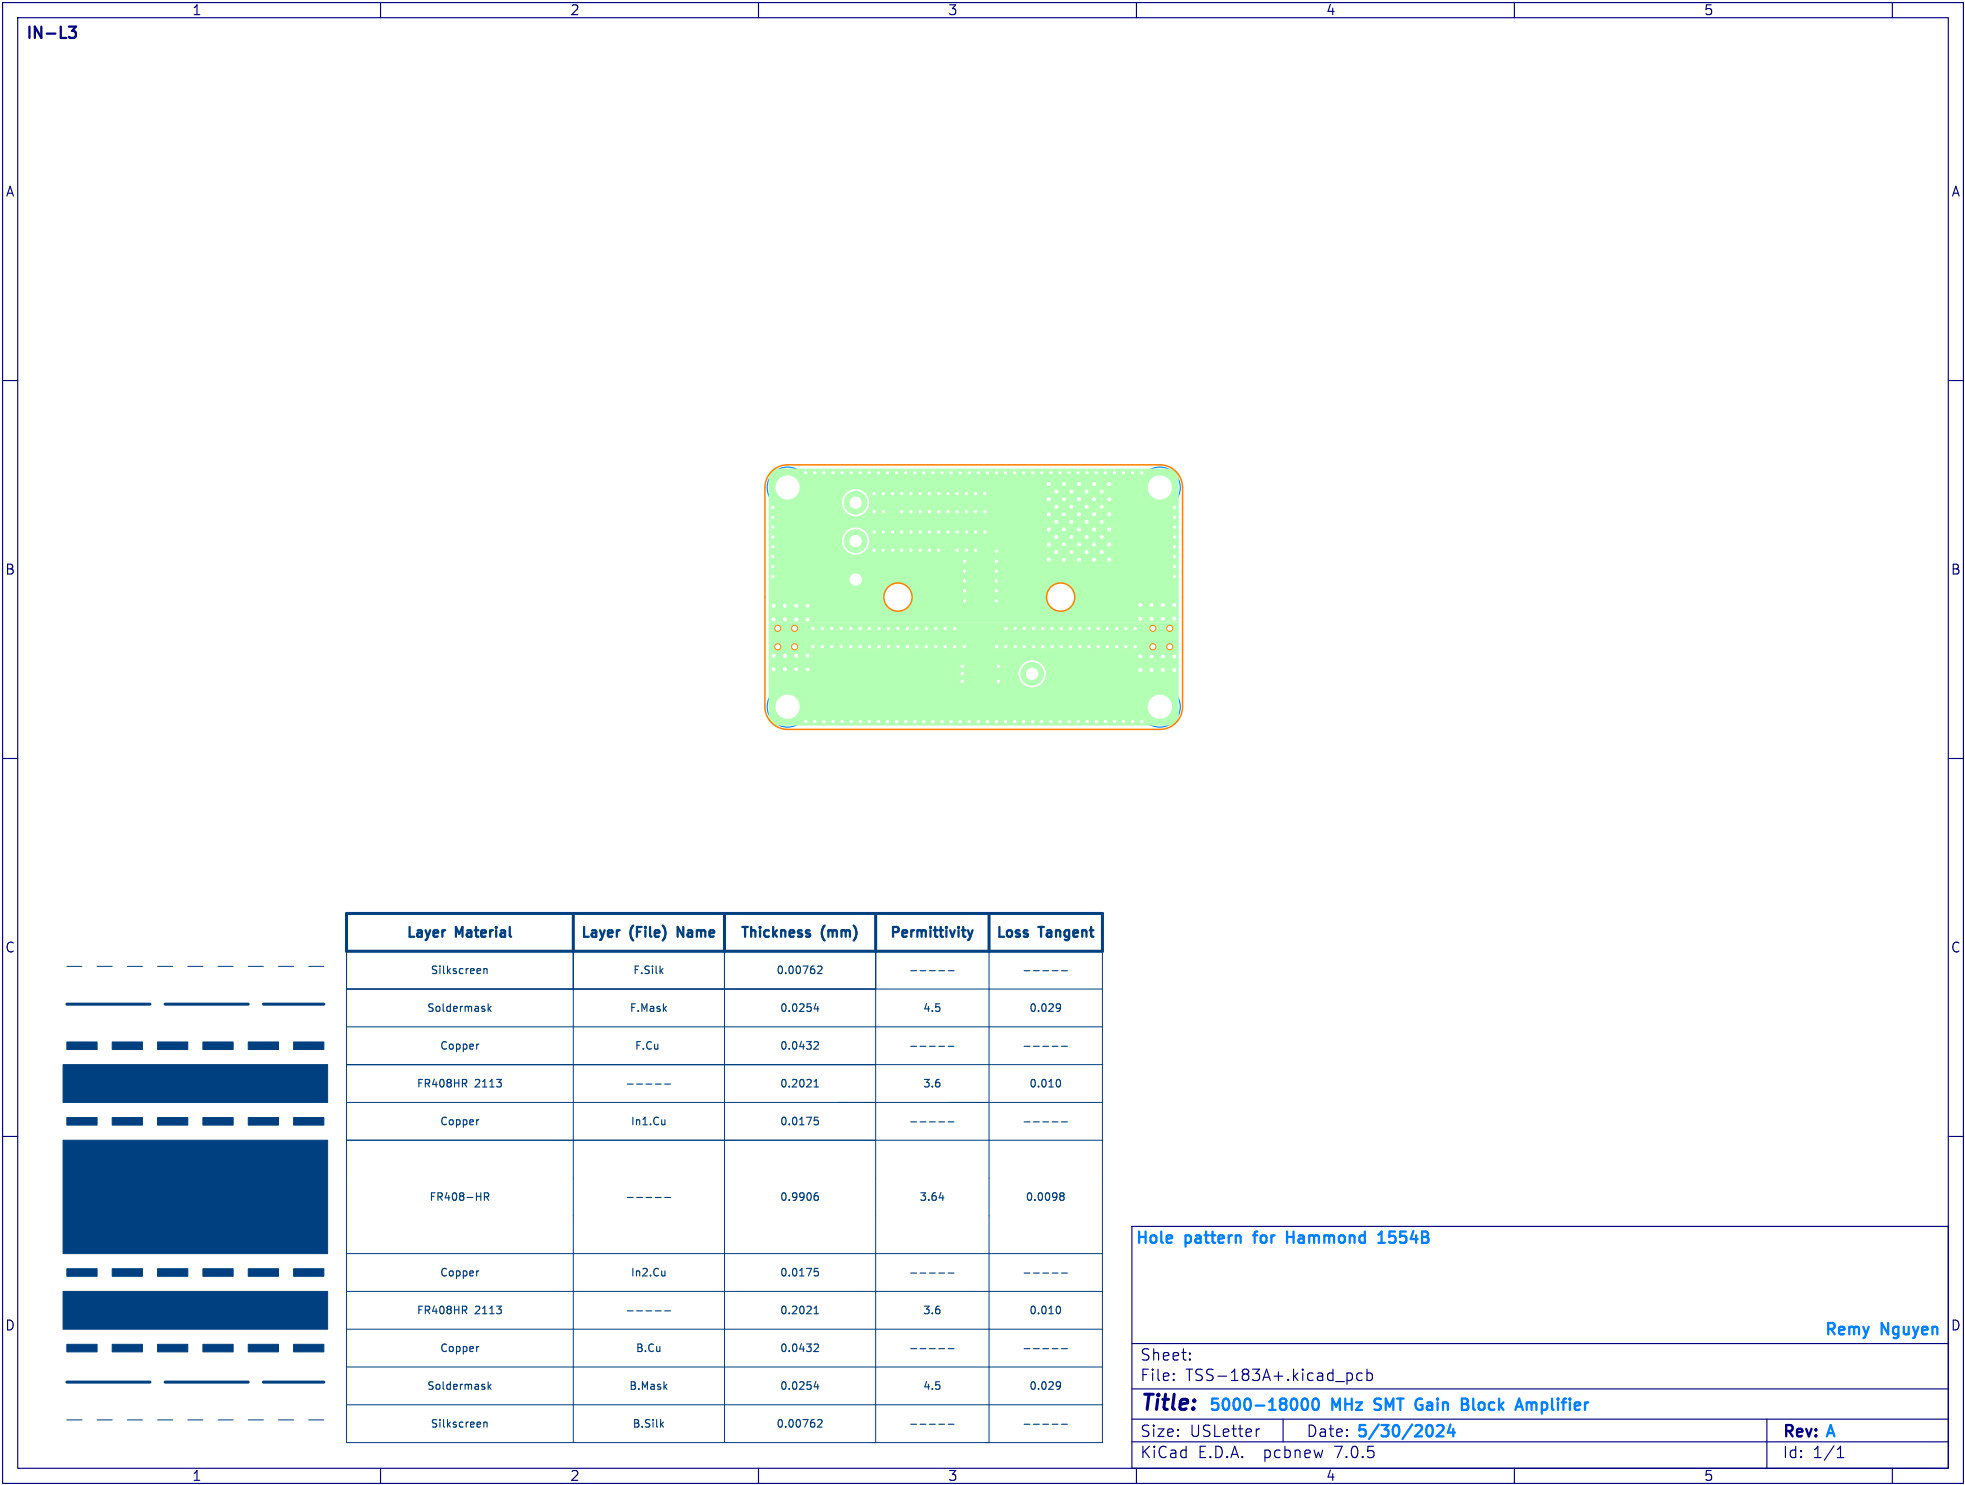 1 2 3 4 5
IN-L3
A A
B B
C C
Layer Material Layer (File) Name Thickness (mm) Permittivity Loss Tangent
Silkscreen F.Silk 0.00762 ----- -----
Soldermask F.Mask 0.0254 4.5 0.029
Copper F.Cu 0.0432 ----- -----
FR408HR 2113 ----- 0.2021 3.6 0.010
Copper In1.Cu 0.0175 ----- -----
FR408-HR ----- 0.9906 3.64 0.0098
Copper In2.Cu 0.0175 ----- -----
FR408HR 2113 ----- 0.2021 3.6 0.010
Copper B.Cu 0.0432 ----- -----
Soldermask B.Mask 0.0254 4.5 0.029
Silkscreen B.Silk 0.00762 ----- -----
Hole pattern for Hammond 1554B
D D
Remy Nguyen
Sheet:
File: TSS-183A+.kicad_pcb
Title: 5000-18000 MHz SMT Gain Block Amplifier
Size: USLetter Date: 5/30/2024 Rev: A
KiCad E.D.A. pcbnew 7.0.5 Id: 1/1
1 2 3 4 5